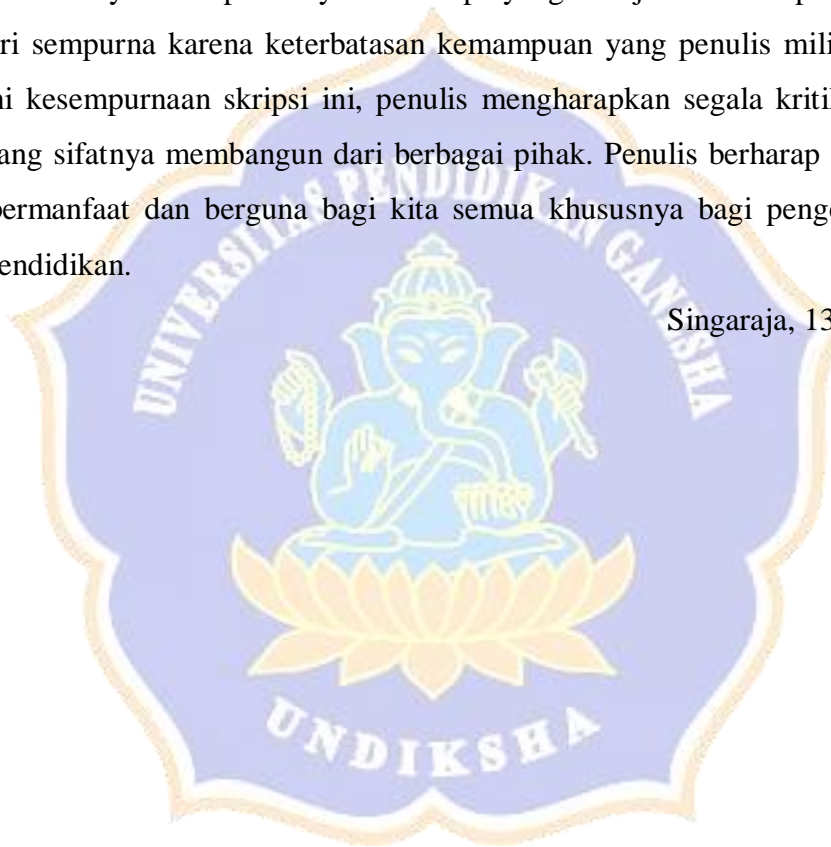 ri sempurna karena keterbatasan kemampuan yang penulis mili
ni kesempurnaan skripsi ini, penulis mengharapkan segala kritik
ang sifatnya membangun dari berbagai pihak. Penulis berharap
bermanfaat dan berguna bagi kita semua khususnya bagi penge
endidikan.
Singaraja, 13
UNIVERSITAS PENDIDIKAN GANESHA
UNDIKSHA